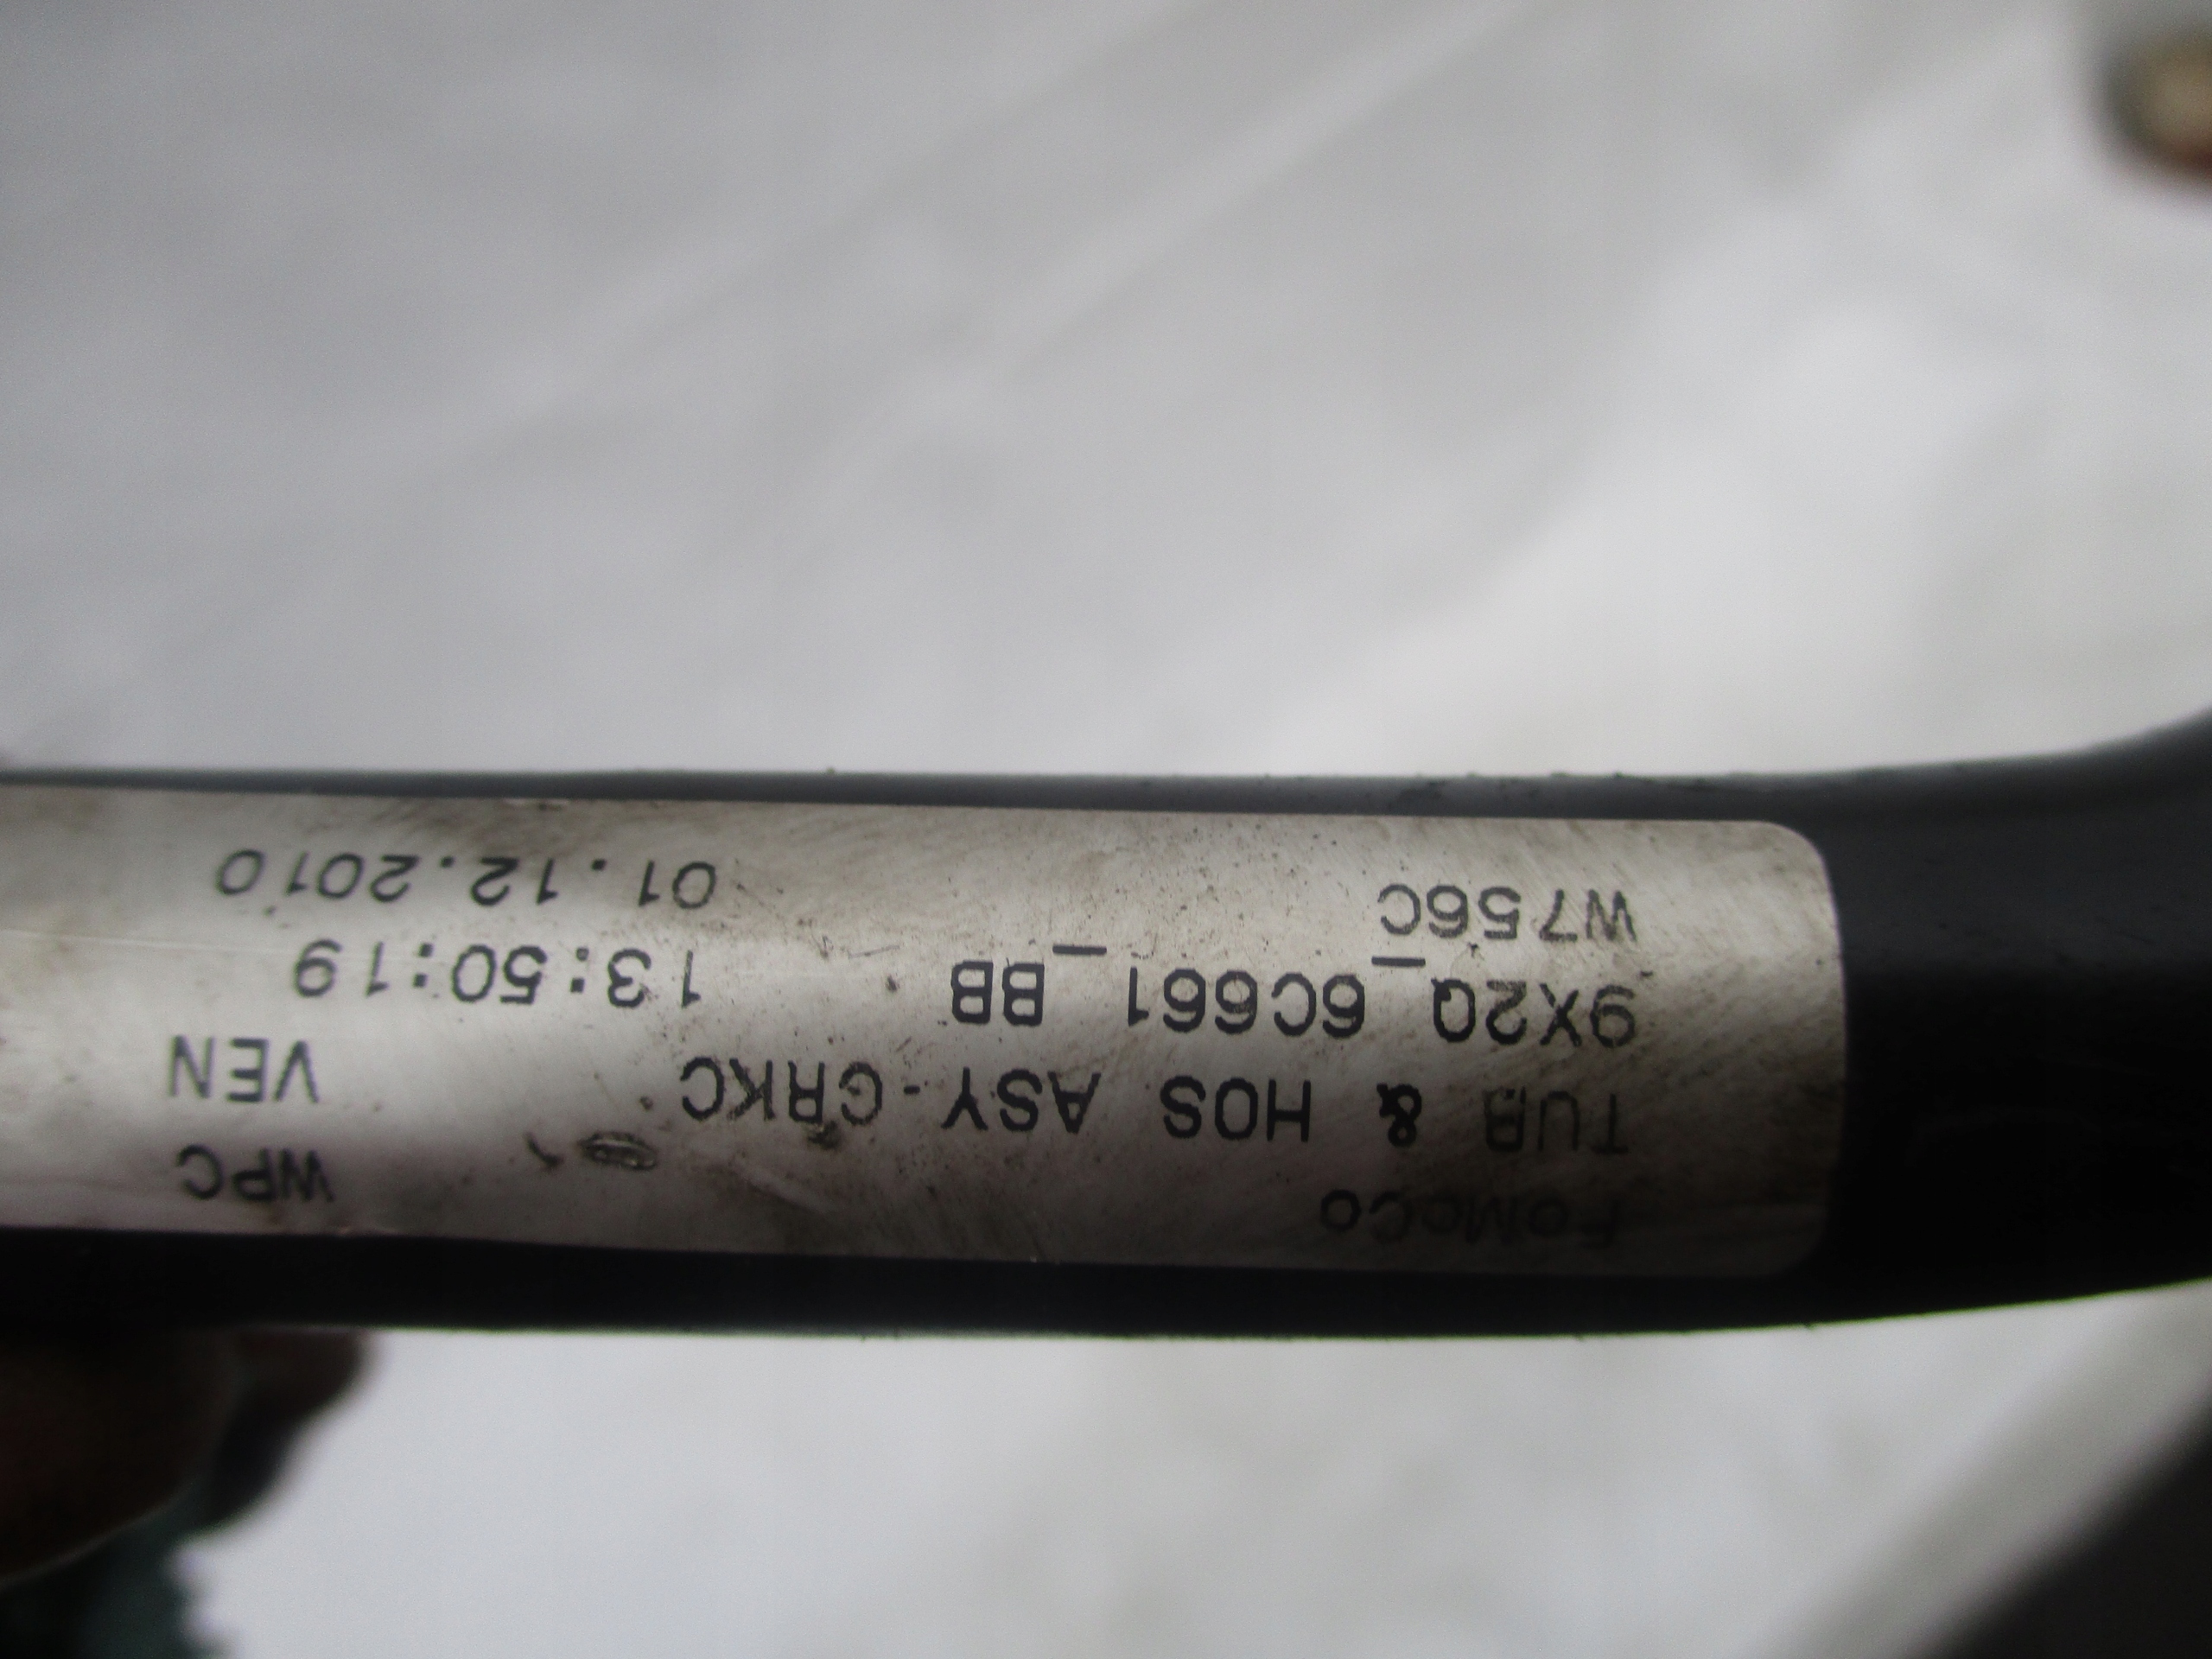 FoMoCo WPC
TUB & HOS ASY-CRKC VEN
9X2Q_6C661_BB 13:50:19
W756C 01.12.2010